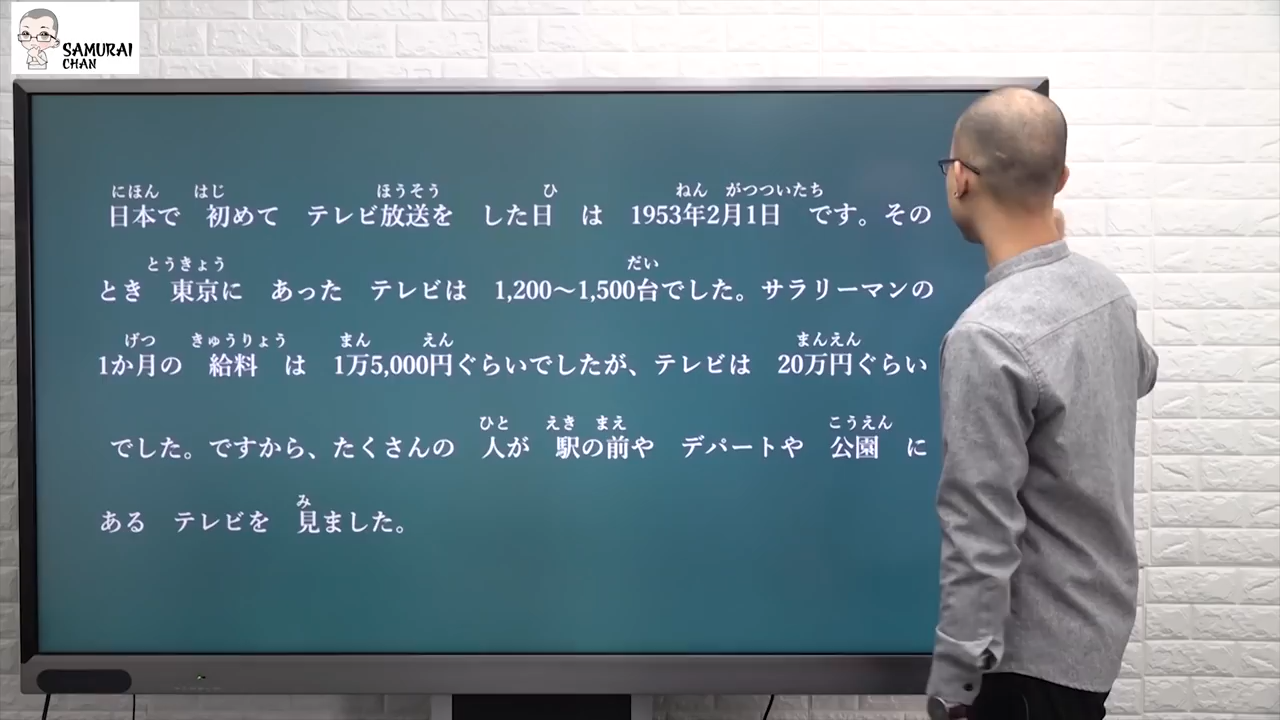 SAMURAI
CHAN
にほん はじ ほうそう ひ ねん がつついたち
日本で 初めて テレビ放送を した日 は 1953年2月1日 です。その
とうきょう だい
とき 東京に あった テレビは 1,200～1,500台でした。サラリーマンの
げつ きゅうりょう まん えん まんえん
1か月の 給料 は 1万5,000円ぐらいでしたが、テレビは 20万円ぐらい
ひと えき まえ こうえん
でした。ですから、たくさんの 人が 駅の前や デパートや 公園 に
み
ある テレビを 見ました。